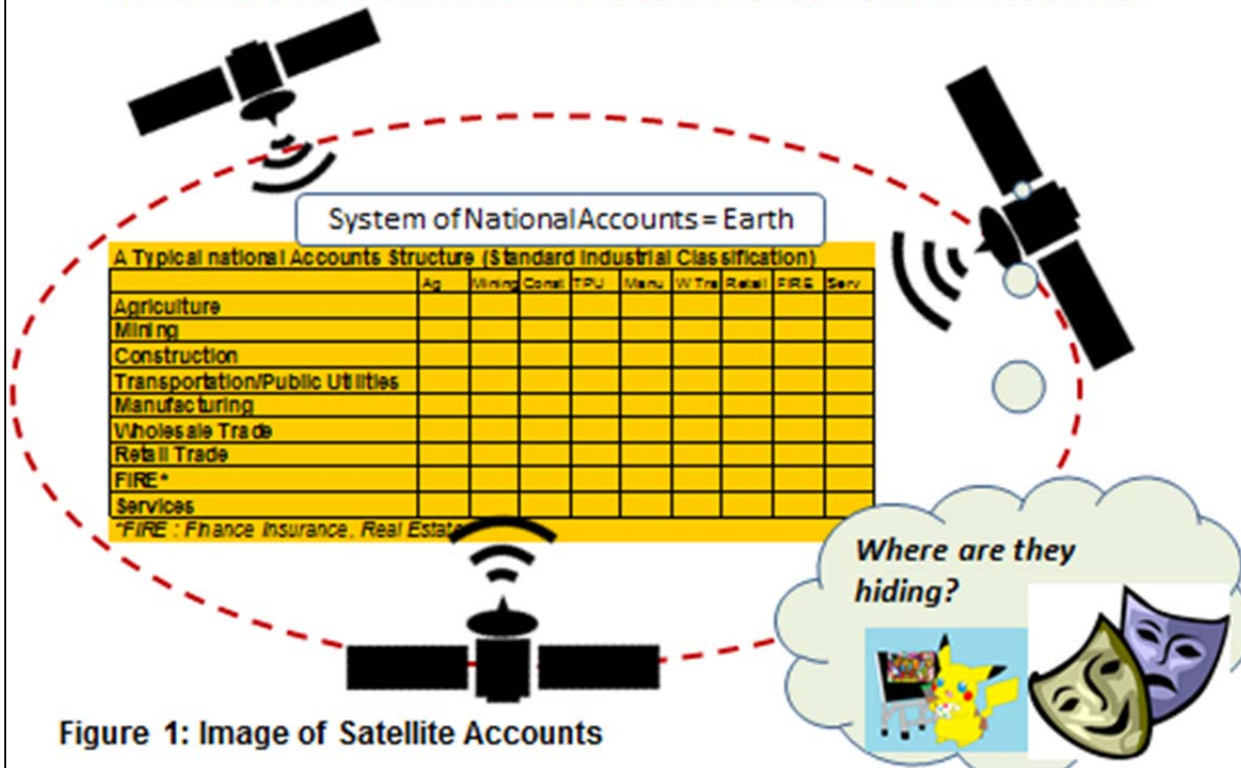 System of National Accounts = Earth
A Typical national Accounts Structure (Standard Industrial Classification)
Ag Mining Const TPU Manu W Tra Retail FIRE Serv
Agriculture
Mining
Construction
Transportation/Public Utilities
Manufacturing
Wholesale Trade
Retail Trade
FIRE*
Services
*FIRE : Finance Insurance, Real Estate
Where are they
hiding?
Figure 1: Image of Satellite Accounts